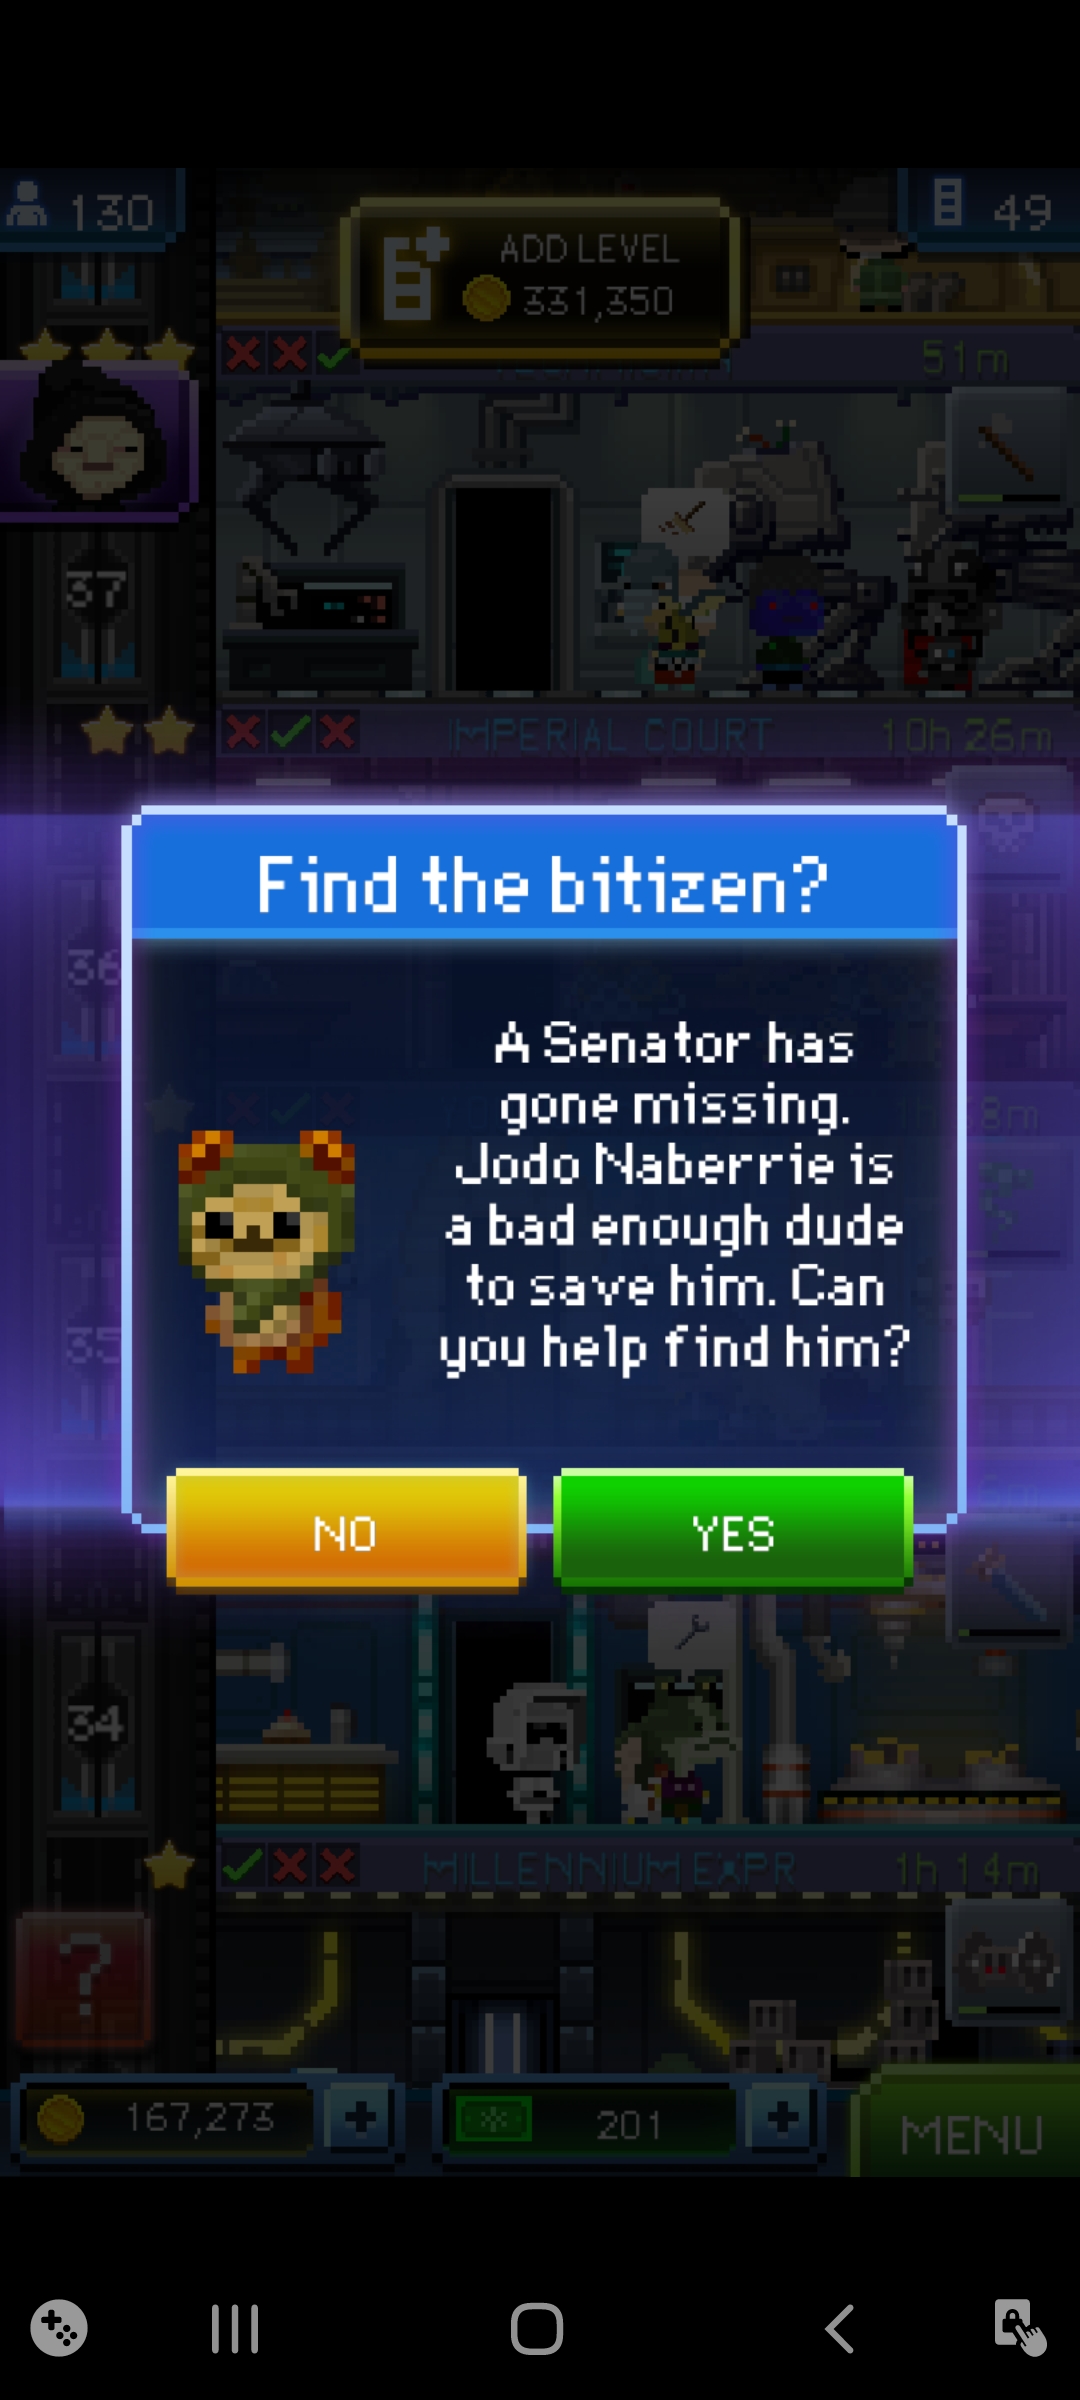 130
ADD LEVEL
331,350
49
51m
37
IMPERIAL COURT
10h 26m
Find the bitizen?
36
A Senator has
gone missing.
Jodo Naberrie is
a bad enough dude
to save him. Can
you help find him?
35
NO
YES
34
MILLENNIUM EXPR
1h 14m
?
167,273
+
201
+
MENU